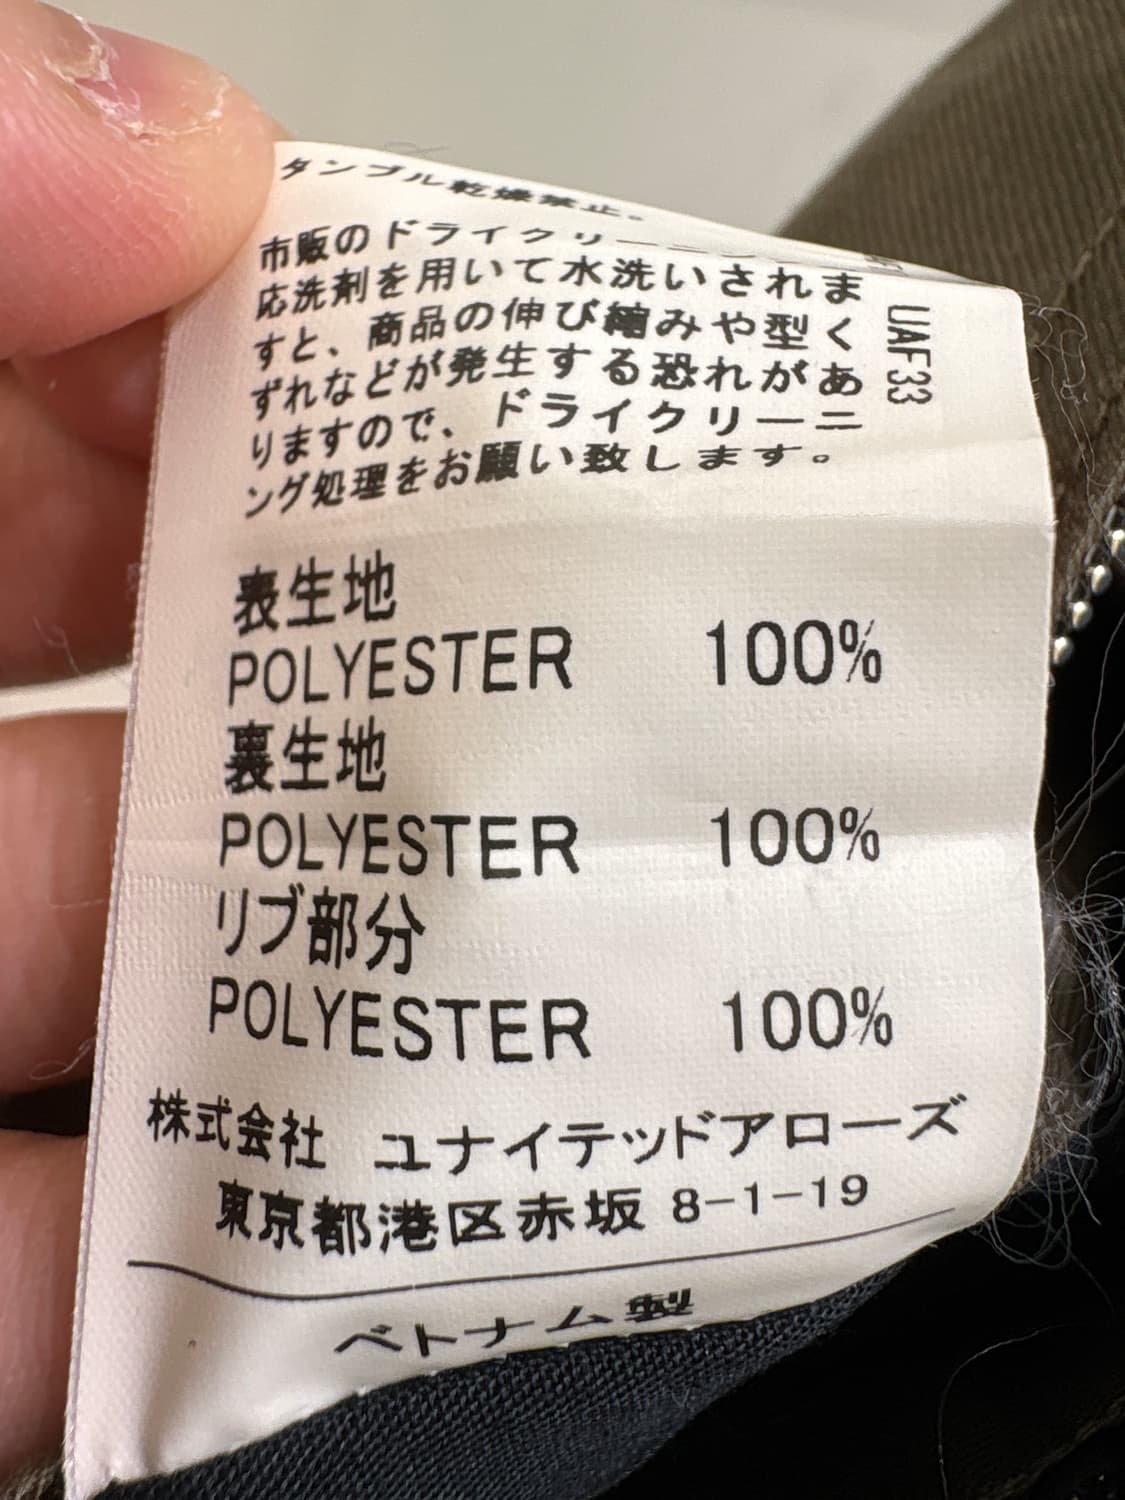 タンブル乾燥禁止。
市販のドライクリーニング対
応洗剤を用いて水洗いされま
すと、商品の伸び縮みや型く
ずれなどが発生する恐れがあ
りますので、ドライクリーニ
ング処理をお願い致します。
UAF33
表生地
POLYESTER 100%
裏生地
POLYESTER 100%
リブ部分
POLYESTER 100%
株式会社 ユナイテッドアローズ
東京都港区赤坂 8-1-19
ベトナム製